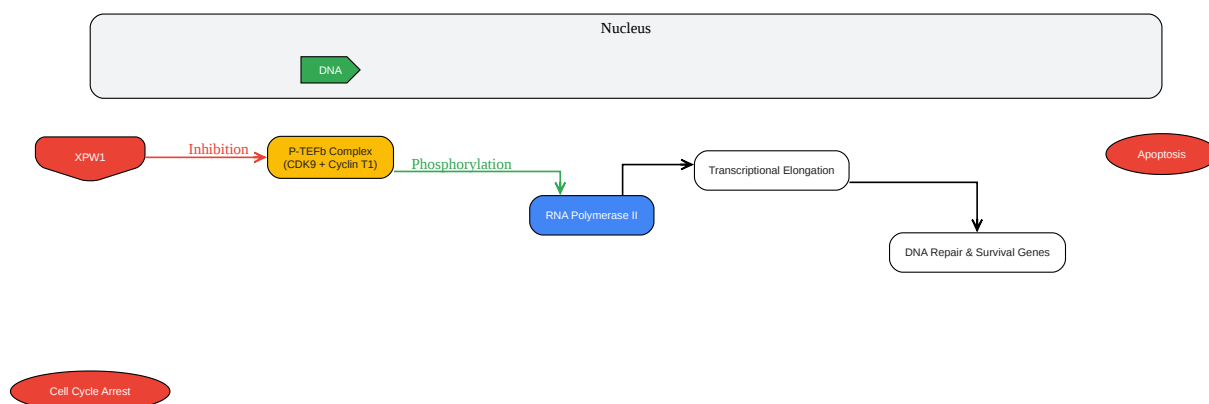 Nucleus
DNA
XPW1
Inhibition
P-TEFb Complex
(CDK9 + Cyclin T1)
Phosphorylation
RNA Polymerase II
Transcriptional Elongation
DNA Repair & Survival Genes
Apoptosis
Cell Cycle Arrest